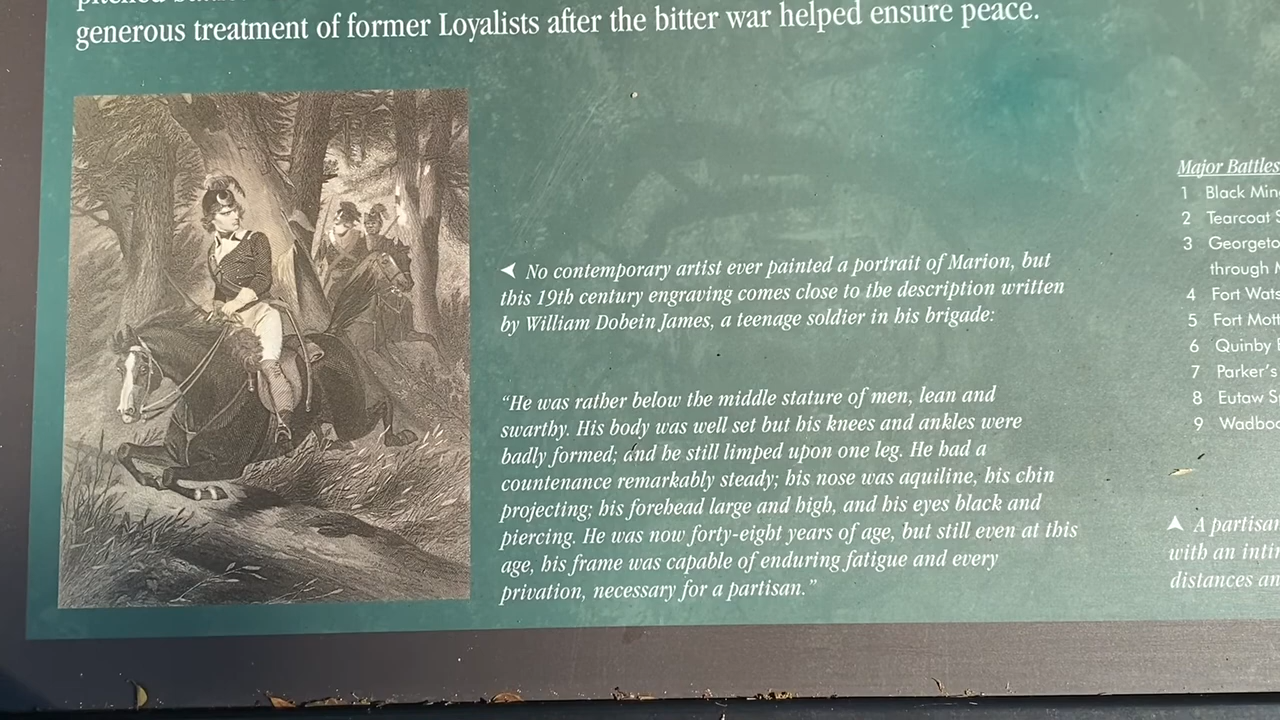 generous treatment of former Loyalists after the bitter war helped ensure peace.
No contemporary artist ever painted a portrait of Marion, but
this 19th century engraving comes close to the description written
by William Dobein James, a teenage soldier in his brigade:
“He was rather below the middle stature of men, lean and
swarthy. His body was well set but his knees and ankles were
badly formed; and he still limped upon one leg. He had a
countenance remarkably steady; his nose was aquiline, his chin
projecting; his forehead large and high, and his eyes black and
piercing. He was now forty-eight years of age, but still even at this
age, his frame was capable of enduring fatigue and every
privation, necessary for a partisan.”
Major Battles
1 Black
2 Tearcoat
3
through
4 Fort
5 Fort
6 Quinby
7 Parker's
8 Eutaw
9
A
with an
distances